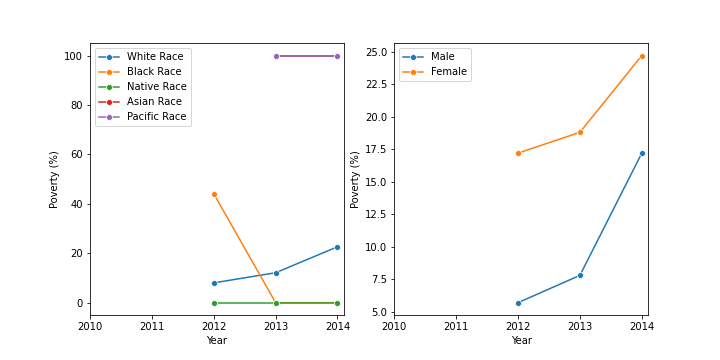 100
80
60
40
20
0
Poverty (%)
White Race
Black Race
Native Race
Asian Race
Pacific Race
2010 2011 2012 2013 2014
Year
25.0
22.5
20.0
17.5
15.0
12.5
10.0
7.5
5.0
Poverty (%)
Male
Female
2010 2011 2012 2013 2014
Year